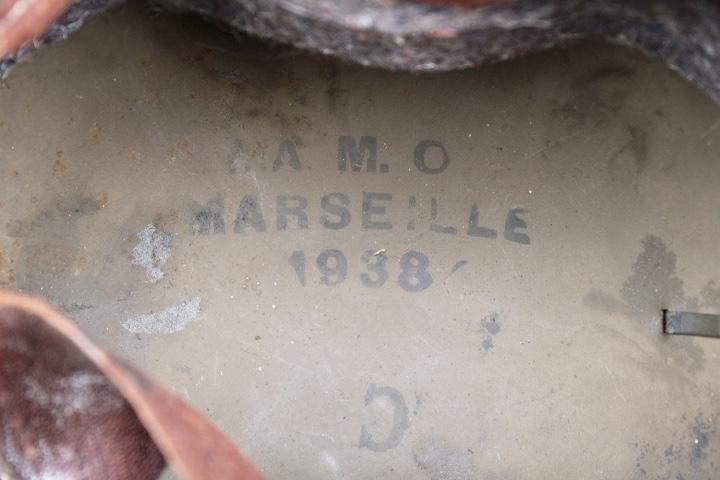 A M. O
MARSEILLE
1938
C